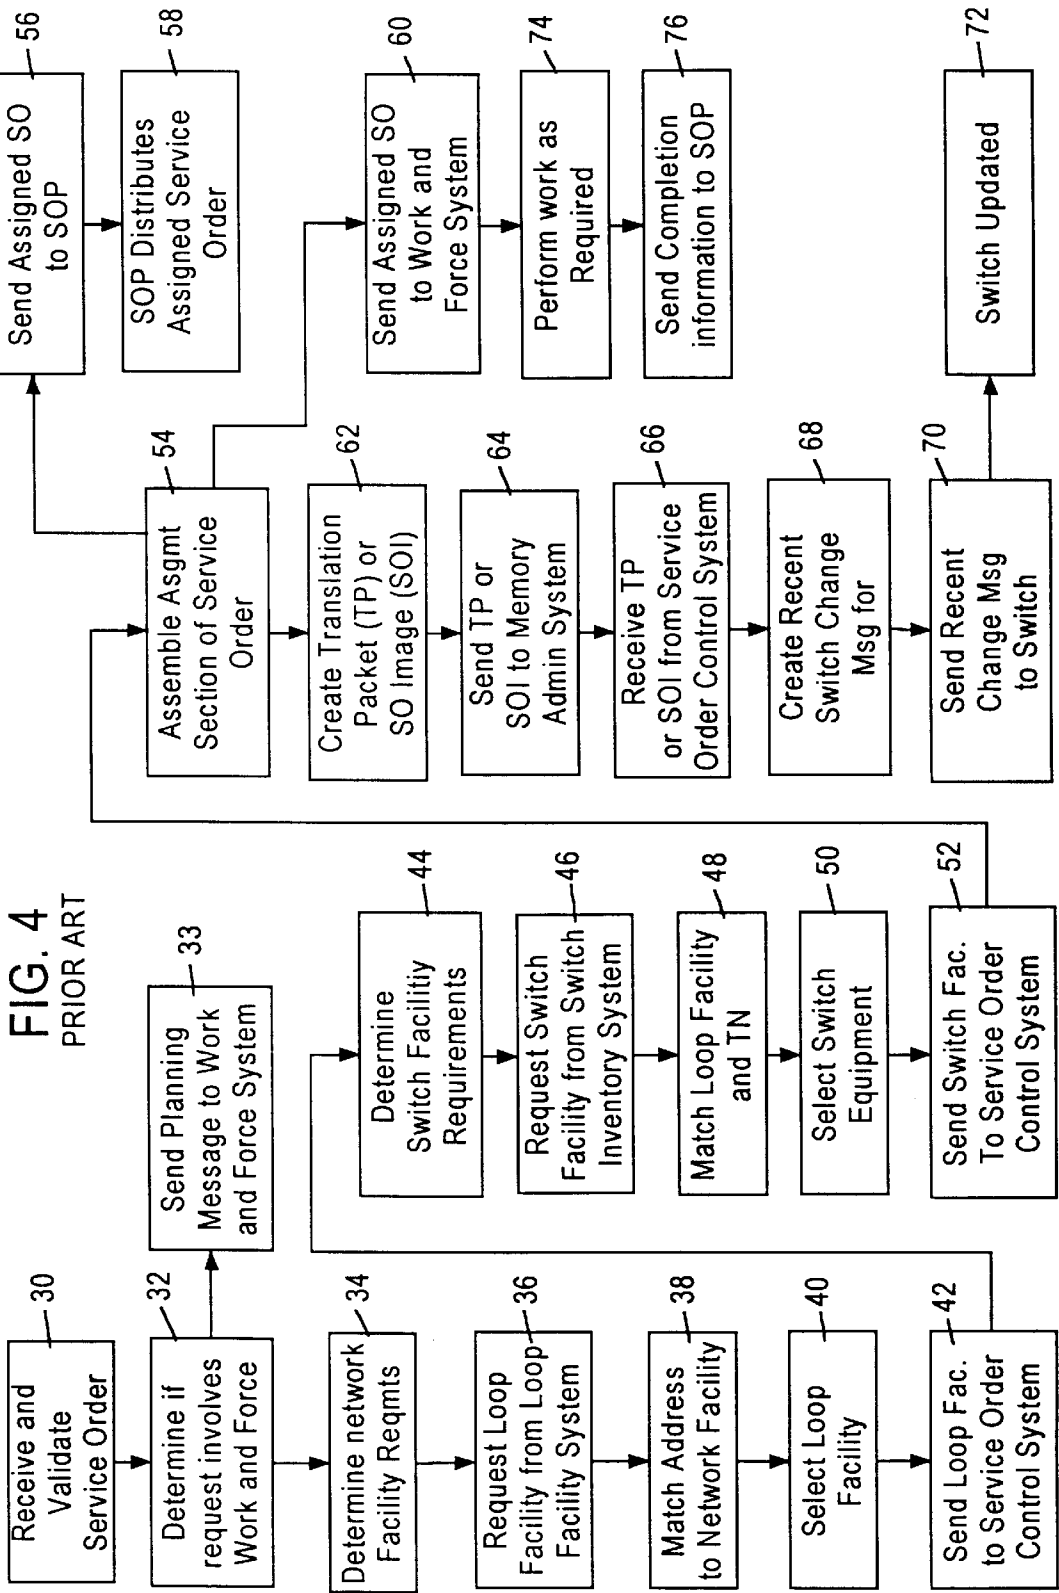 FIG. 4
PRIOR ART
30
Receive and
Validate
Service Order
32
Determine if
request involves
Work and Force
33
Send Planning
Message to Work
and Force System
34
Determine network
Facility Reqmts
36
Request Loop
Facility from Loop
Facility System
38
Match Address
to Network Facility
40
Select Loop
Facility
42
Send Loop Fac.
to Service Order
Control System
44
Determine
Switch Facilitiy
Requirements
46
Request Switch
Facility from Switch
Inventory System
48
Match Loop Facility
and TN
50
Select Switch
Equipment
52
Send Switch Fac.
To Service Order
Control System
54
Assemble Asgmt
Section of Service
Order
62
Create Translation
Packet (TP) or
SO Image (SOI)
64
Send TP or
SOI to Memory
Admin System
66
Receive TP
or SOI from Service
Order Control System
68
Create Recent
Switch Change
Msg for
70
Send Recent
Change Msg
to Switch
56
Send Assigned SO
to SOP
58
SOP Distributes
Assigned Service
Order
60
Send Assigned SO
to Work and
Force System
74
Perform work as
Required
76
Send Completion
information to SOP
72
Switch Updated